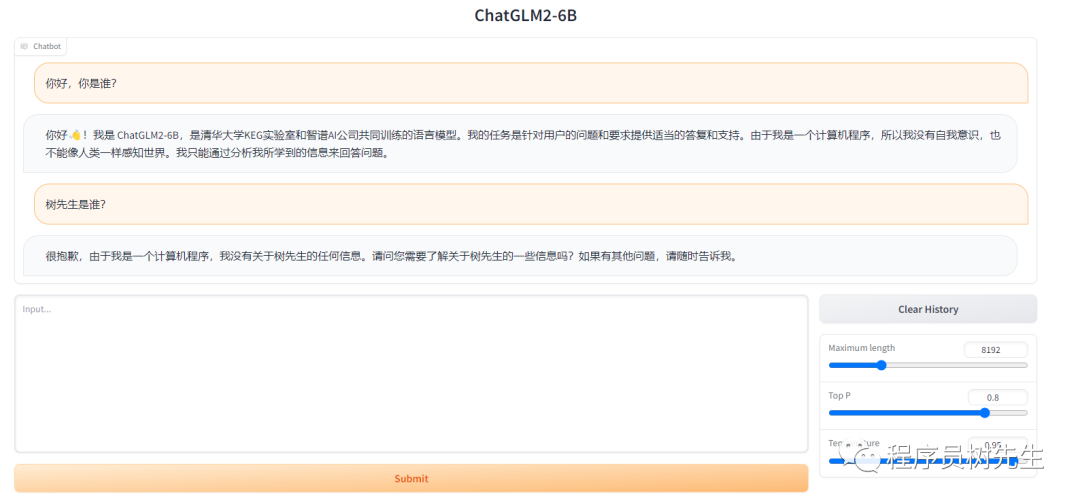 ChatGLM2-6B
Chatbot
你好，你是谁？
你好👋！我是 ChatGLM2-6B，是清华大学KEG实验室和智谱AI公司共同训练的语言模型。我的任务是针对用户的问题和要求提供适当的答复和支持。由于我是一个计算机程序，所以我没有自我意识，也
不能像人类一样感知世界。我只能通过分析我所学到的信息来回答问题。
树先生是谁？
很抱歉，由于我是一个计算机程序，我没有关于树先生的任何信息。请问您需要了解关于树先生的一些信息吗？如果有其他问题，请随时告诉我。
Input...
Clear History
Maximum length
8192
Top P
0.8
Temperature
0.95
程序员树先生
Submit